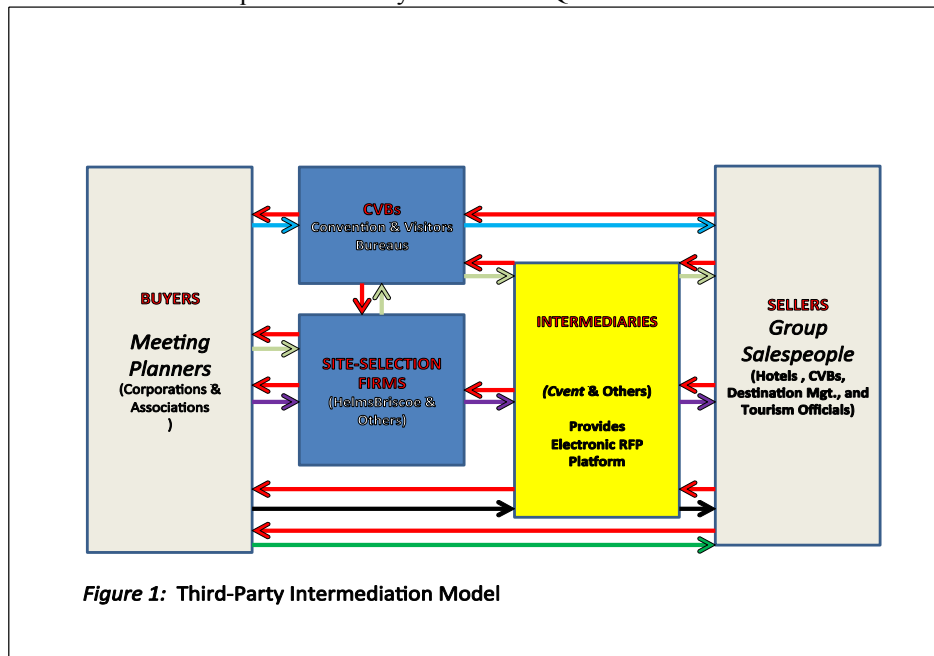 CVBs
Convention & Visitors
Bureaus
BUYERS
Meeting
Planners
(Corporations &
Associations
)
SITE-SELECTION
FIRMS
(HelmsBriscoe &
Others)
INTERMEDIARIES
(Cvent & Others)
Provides
Electronic RFP
Platform
SELLERS
Group
Salespeople
(Hotels , CVBs,
Destination Mgt., and
Tourism Officials)
Figure 1: Third-Party Intermediation Model